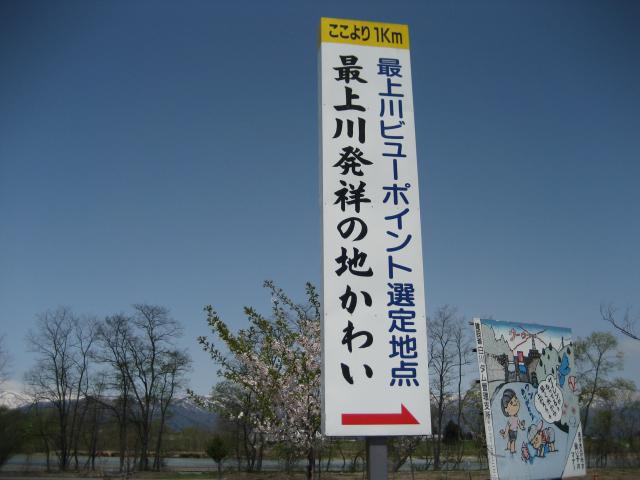 ここより1Km
最上川ビューポイント選定地点
最上川発祥の地かわい